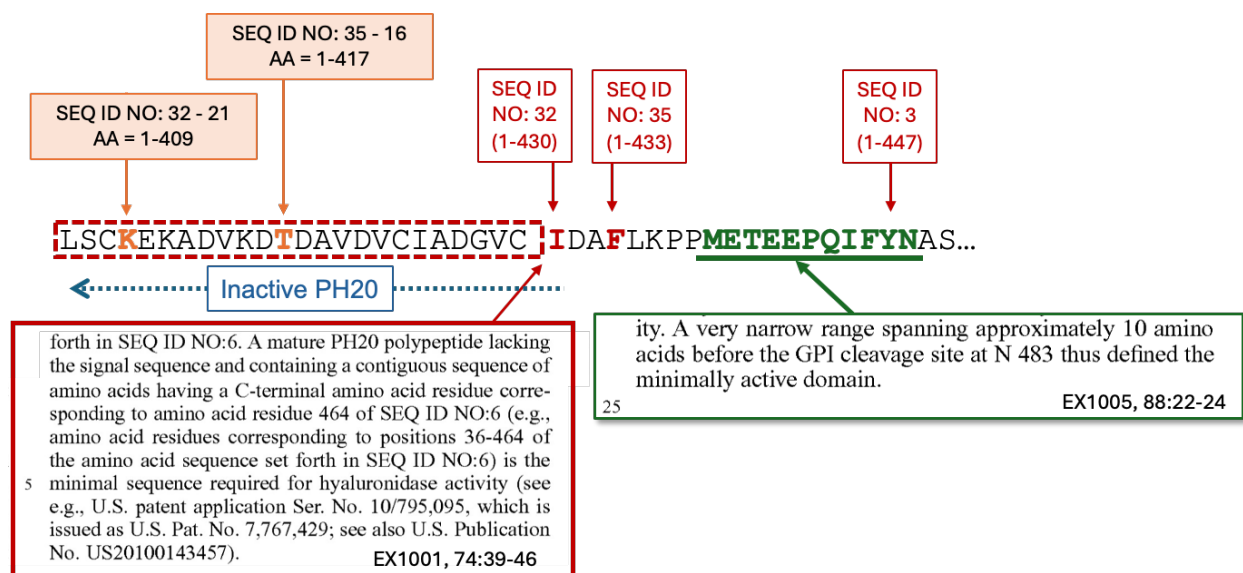 SEQ ID NO: 35 - 16
AA = 1-417
SEQ ID NO: 32 - 21
AA = 1-409
SEQ ID
NO: 32
(1-430)
SEQ ID
NO: 35
(1-433)
SEQ ID
NO: 3
(1-447)
LSCKEKADVKDTDAVDVCIADGVCIDAFLKPPMETEEPQIFYNAS...
Inactive PH20
forth in SEQ ID NO:6. A mature PH20 polypeptide lacking
the signal sequence and containing a contiguous sequence of
amino acids having a C-terminal amino acid residue corre-
sponding to amino acid residue 464 of SEQ ID NO:6 (e.g.,
amino acid residues corresponding to positions 36-464 of
the amino acid sequence set forth in SEQ ID NO:6) is the
5 minimal sequence required for hyaluronidase activity (see
e.g., U.S. patent application Ser. No. 10/795,095, which is
issued as U.S. Pat. No. 7,767,429; see also U.S. Publication
No. US20100143457).
EX1001, 74:39-46
ity. A very narrow range spanning approximately 10 amino
acids before the GPI cleavage site at N 483 thus defined the
minimally active domain.
25
EX1005, 88:22-24